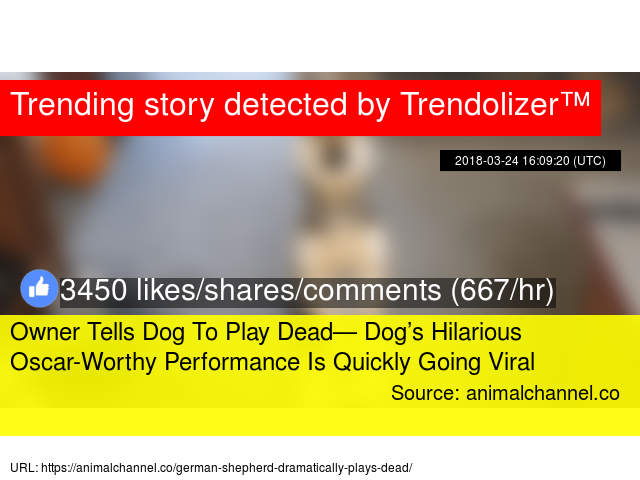 Trending story detected by Trendolizer™
2018-03-24 16:09:20 (UTC)
3450 likes/shares/comments (667/hr)
Owner Tells Dog To Play Dead— Dog’s Hilarious
Oscar-Worthy Performance Is Quickly Going Viral
Source: animalchannel.co
URL: https://animalchannel.co/german-shepherd-dramatically-plays-dead/